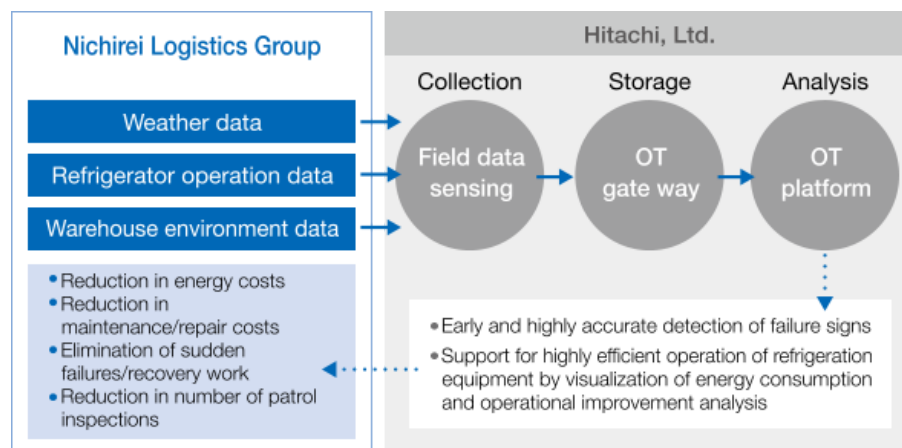 Nichirei Logistics Group
Weather data
Refrigerator operation data
Warehouse environment data
• Reduction in energy costs
• Reduction in
maintenance/repair costs
• Elimination of sudden
failures/recovery work
• Reduction in number of patrol
inspections
Hitachi, Ltd.
Collection
Storage
Analysis
Field data
sensing
OT
gate way
OT
platform
• Early and highly accurate detection of failure signs
• Support for highly efficient operation of refrigeration
equipment by visualization of energy consumption
and operational improvement analysis